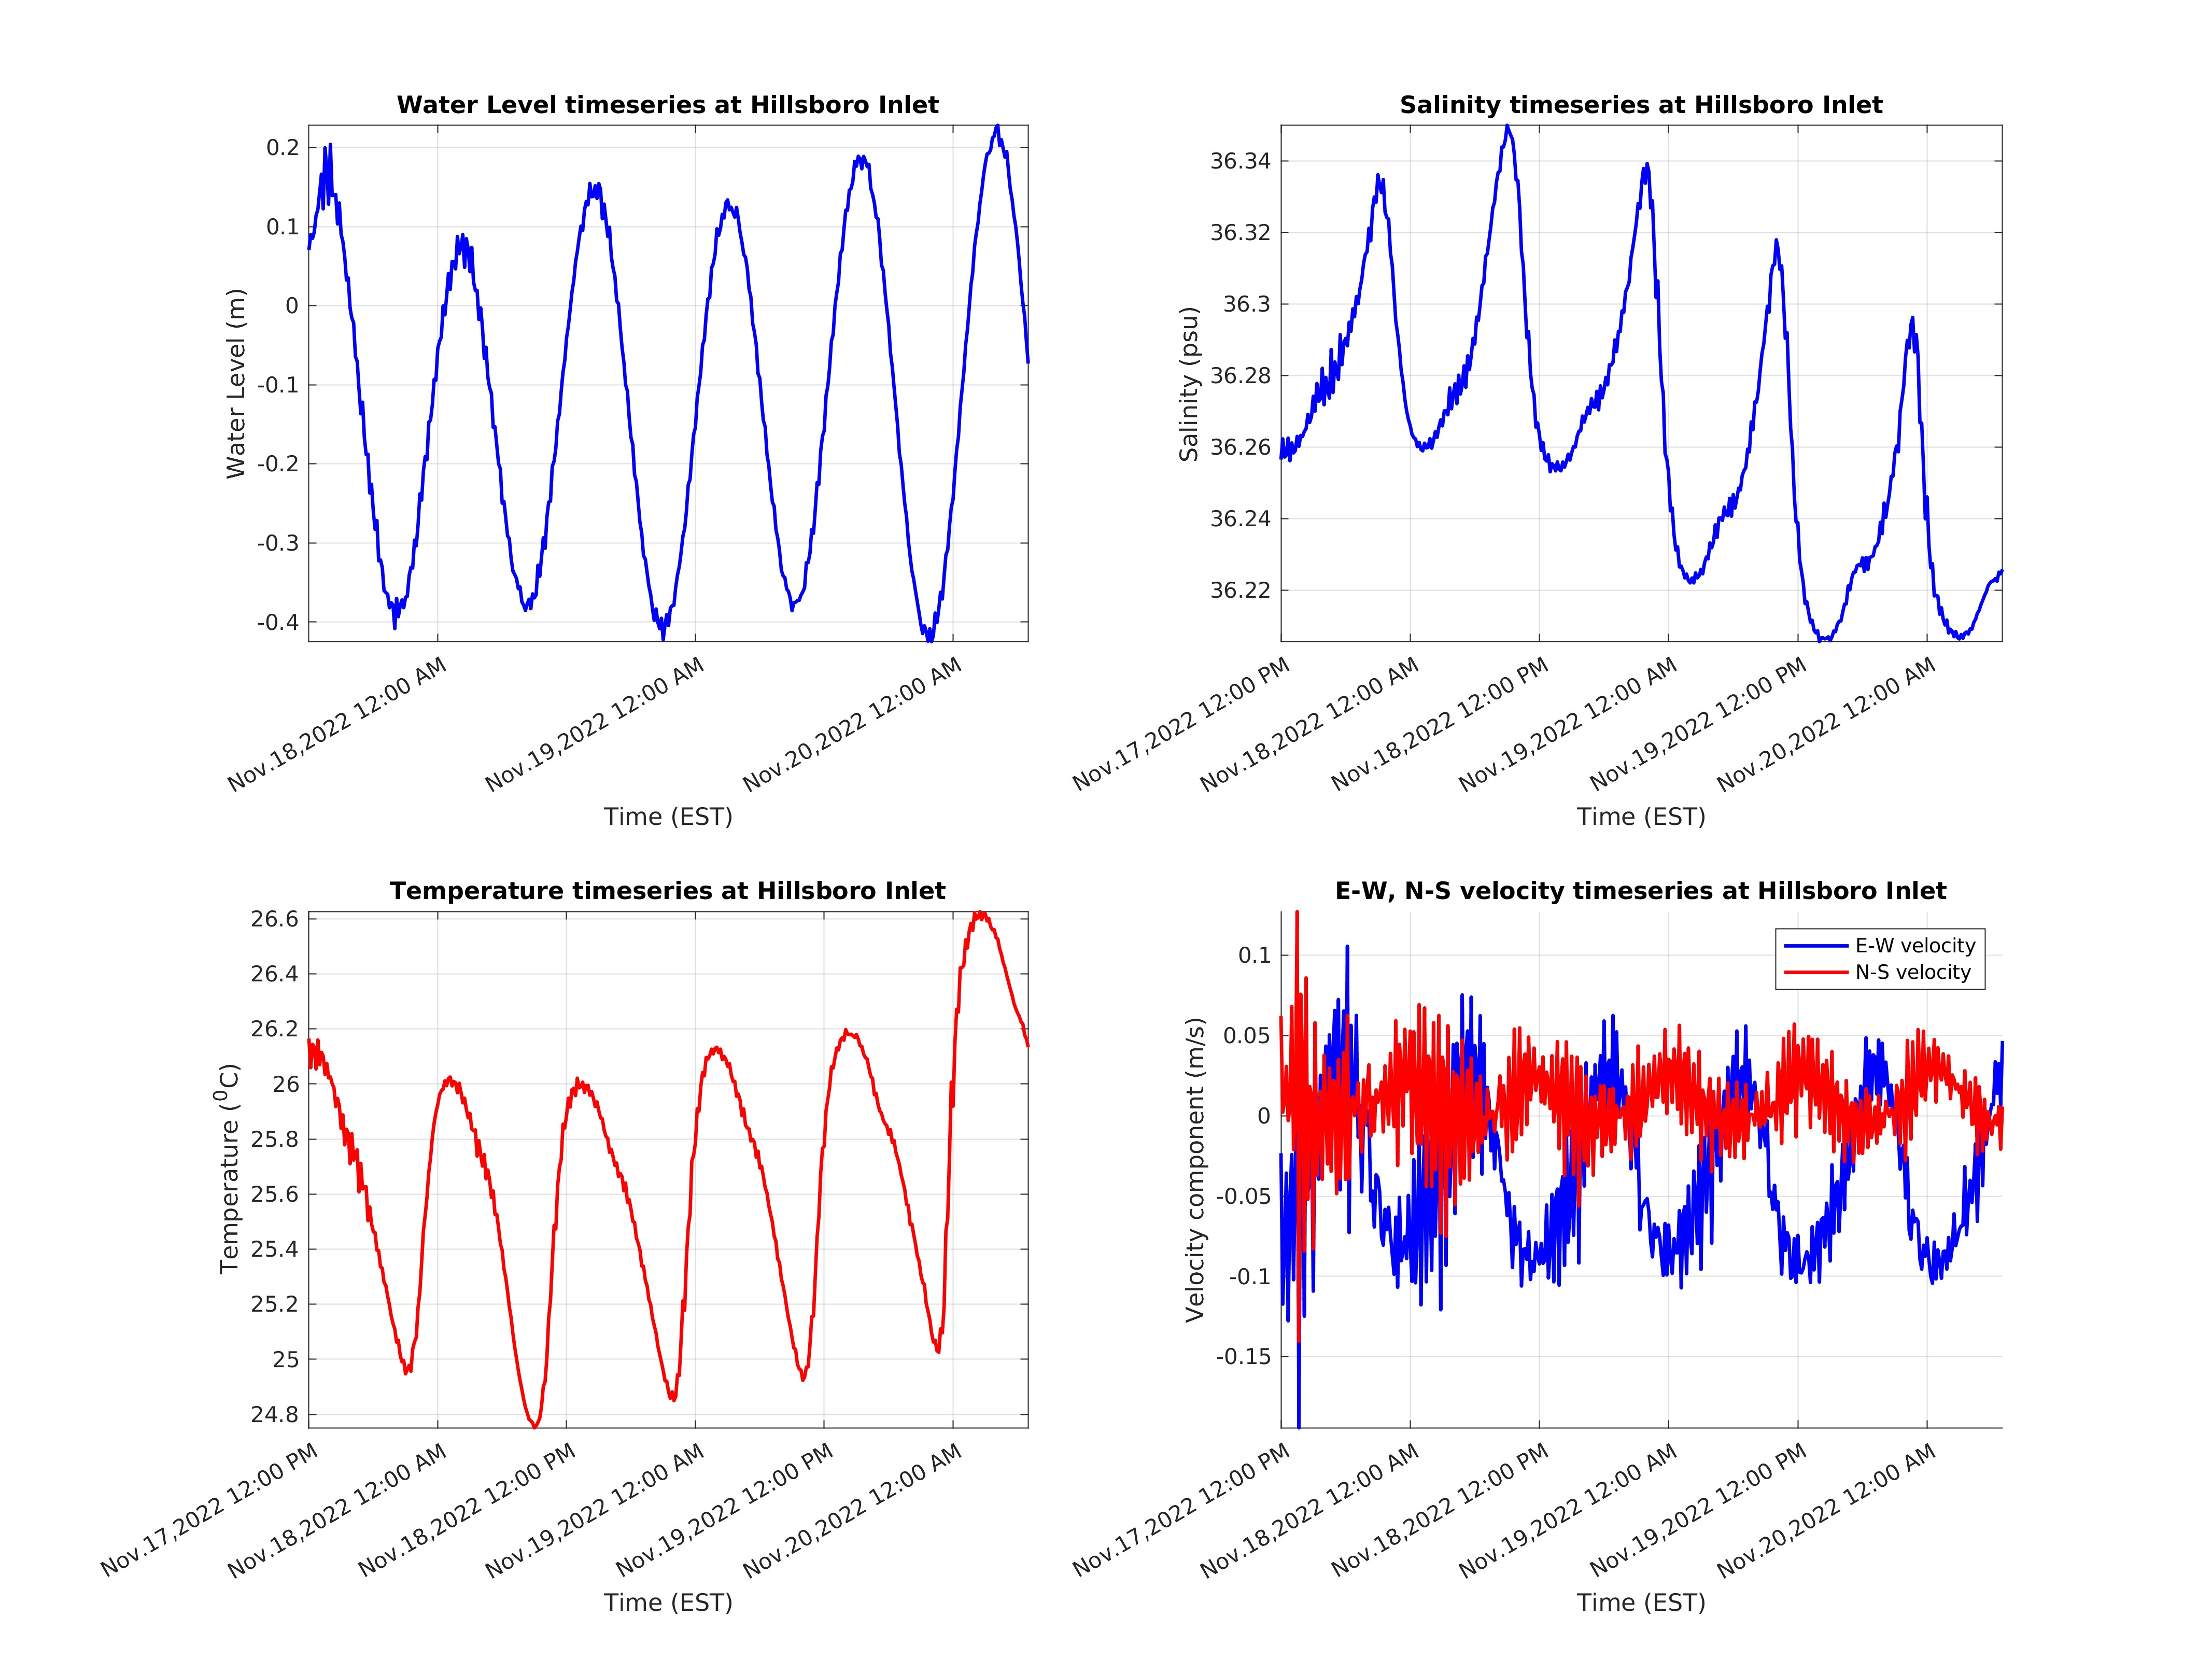 Water Level timeseries at Hillsboro Inlet
0.2
0.1
0
-0.1
-0.2
-0.3
-0.4
Water Level (m)
Nov.18,2022 12:00 AM
Nov.19,2022 12:00 AM
Nov.20,2022 12:00 AM
Time (EST)
Salinity timeseries at Hillsboro Inlet
36.34
36.32
36.3
36.28
36.26
36.24
36.22
Salinity (psu)
Nov.17,2022 12:00 PM
Nov.18,2022 12:00 AM
Nov.18,2022 12:00 PM
Nov.19,2022 12:00 AM
Nov.19,2022 12:00 PM
Nov.20,2022 12:00 AM
Time (EST)
Temperature timeseries at Hillsboro Inlet
26.6
26.4
26.2
26
25.8
25.6
25.4
25.2
25
24.8
Temperature (⁰C)
Nov.17,2022 12:00 PM
Nov.18,2022 12:00 AM
Nov.18,2022 12:00 PM
Nov.19,2022 12:00 AM
Nov.19,2022 12:00 PM
Nov.20,2022 12:00 AM
Time (EST)
E-W, N-S velocity timeseries at Hillsboro Inlet
E-W velocity
N-S velocity
0.1
0.05
0
-0.05
-0.1
-0.15
Velocity component (m/s)
Nov.17,2022 12:00 PM
Nov.18,2022 12:00 AM
Nov.18,2022 12:00 PM
Nov.19,2022 12:00 AM
Nov.19,2022 12:00 PM
Nov.20,2022 12:00 AM
Time (EST)